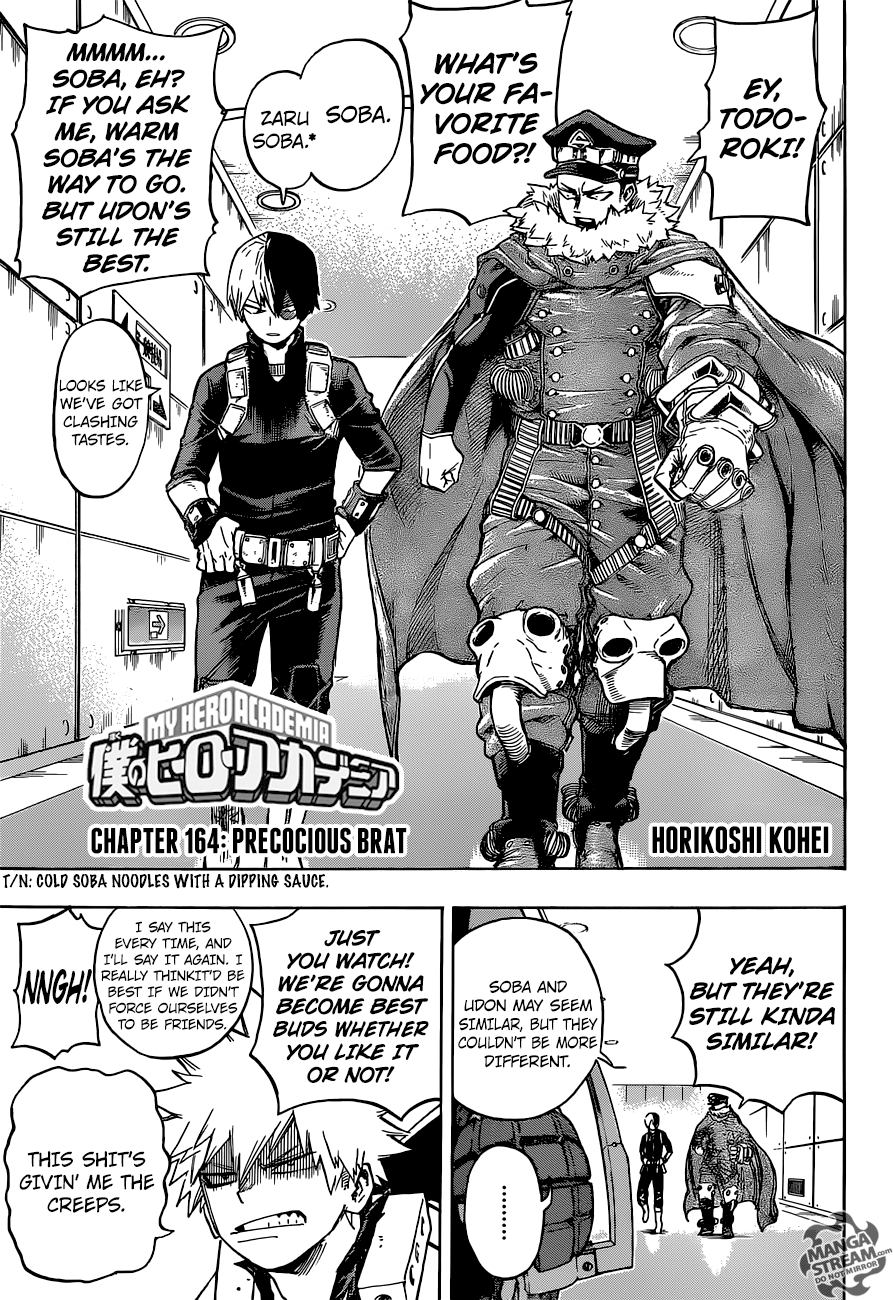 EY,
TODO-
ROKI!
WHAT'S
YOUR FA-
VORITE
FOOD?!
SOBA.
ZARU
SOBA.*
MMMM...
SOBA, EH?
IF YOU ASK
ME, WARM
SOBA'S THE
WAY TO GO.
BUT UDON'S
STILL THE
BEST.
LOOKS LIKE
WE'VE GOT
CLASHING
TASTES.
MY HERO ACADEMIA
僕のヒーローアカデミア
CHAPTER 164: PRECOCIOUS BRAT
HORIKOSHI KOHEI
T/N: COLD SOBA NOODLES WITH A DIPPING SAUCE.
YEAH,
BUT THEY'RE
STILL KINDA
SIMILAR!
SOBA AND
UDON MAY SEEM
SIMILAR, BUT THEY
COULDN'T BE MORE
DIFFERENT.
.........
JUST
YOU WATCH!
WE'RE GONNA
BECOME BEST
BUDS WHETHER
YOU LIKE IT
OR NOT!
I SAY THIS
EVERY TIME, AND
I'LL SAY IT AGAIN. I
REALLY THINKIT'D BE
BEST IF WE DIDN'T
FORCE OURSELVES
TO BE FRIENDS.
NNGH!
THIS SHIT'S
GIVIN' ME THE
CREEPS.
MANGA
STREAM.com
DO NOT MIRROR